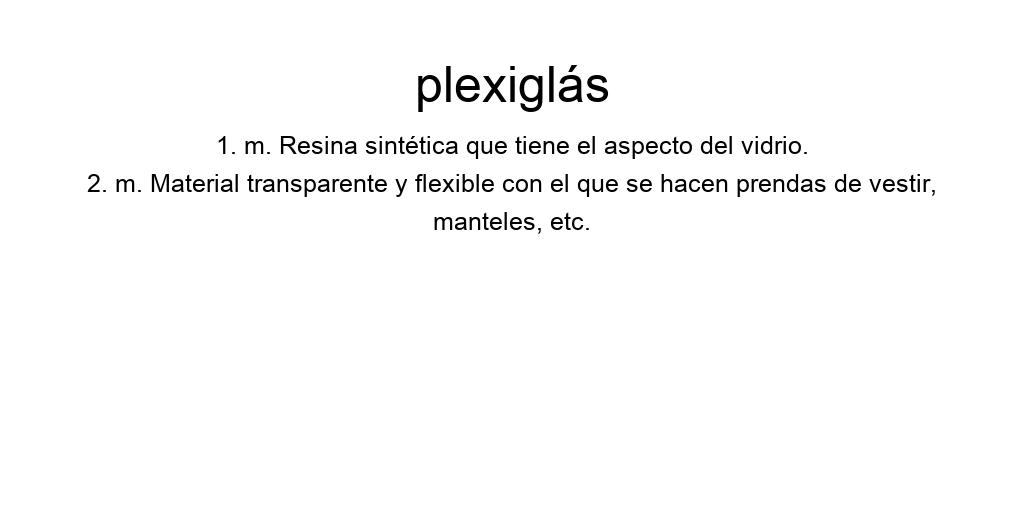 plexiglás
1. m. Resina sintética que tiene el aspecto del vidrio.
2. m. Material transparente y flexible con el que se hacen prendas de vestir,
manteles, etc.